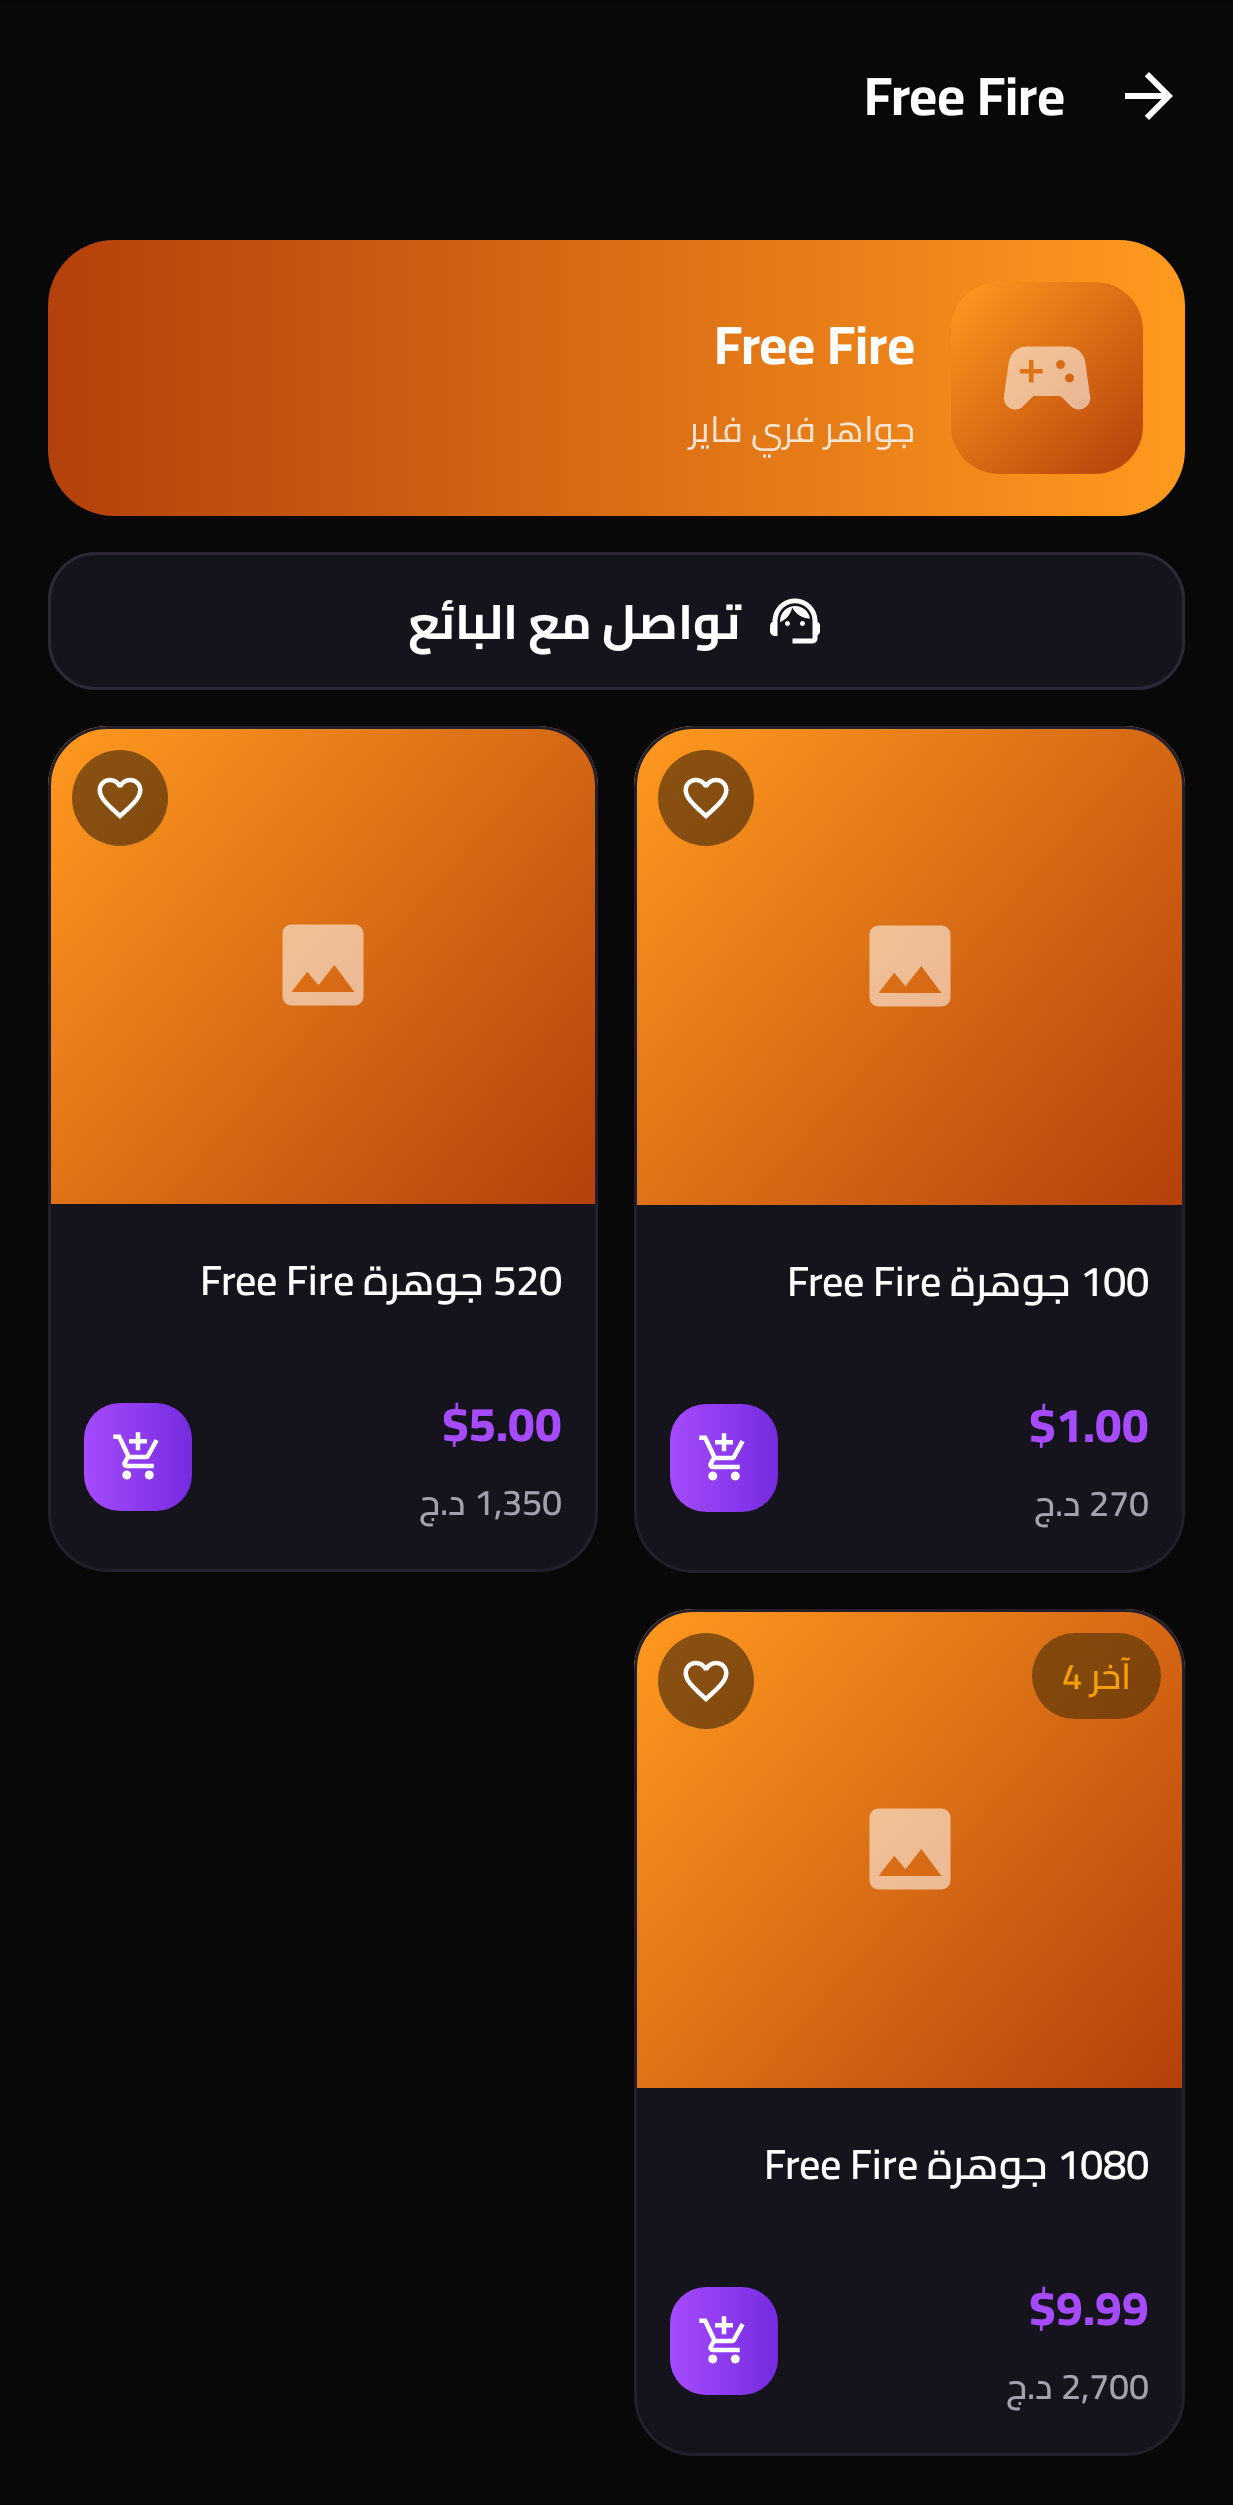 Free Fire
Free Fire
جواهر فري فاير
تواصل مع البائع
100 جوهرة Free Fire
$1.00
270 د.ج
520 جوهرة Free Fire
$5.00
1,350 د.ج
آخر 4
1080 جوهرة Free Fire
$9.99
2,700 د.ج